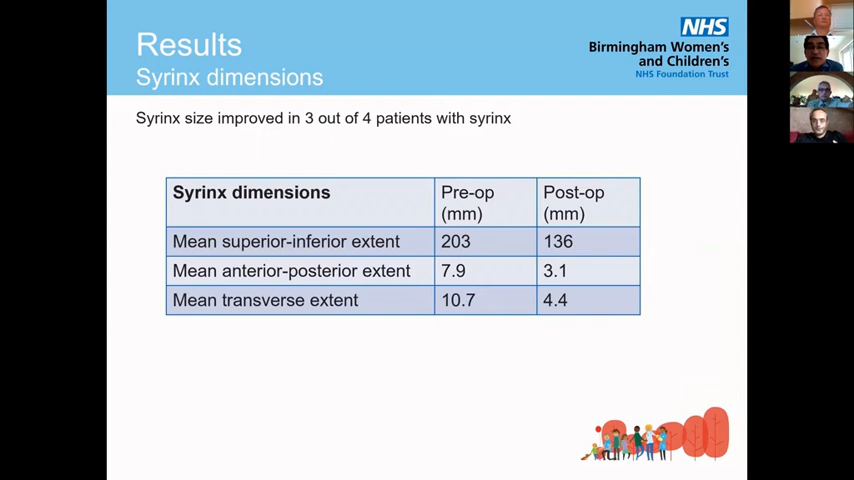 Results
Syrinx dimensions
NHS
Birmingham Women's
and Children's
NHS Foundation Trust
Syrinx size improved in 3 out of 4 patients with syrinx
Syrinx dimensions Pre-op (mm) Post-op (mm)
Mean superior-inferior extent 203 136
Mean anterior-posterior extent 7.9 3.1
Mean transverse extent 10.7 4.4